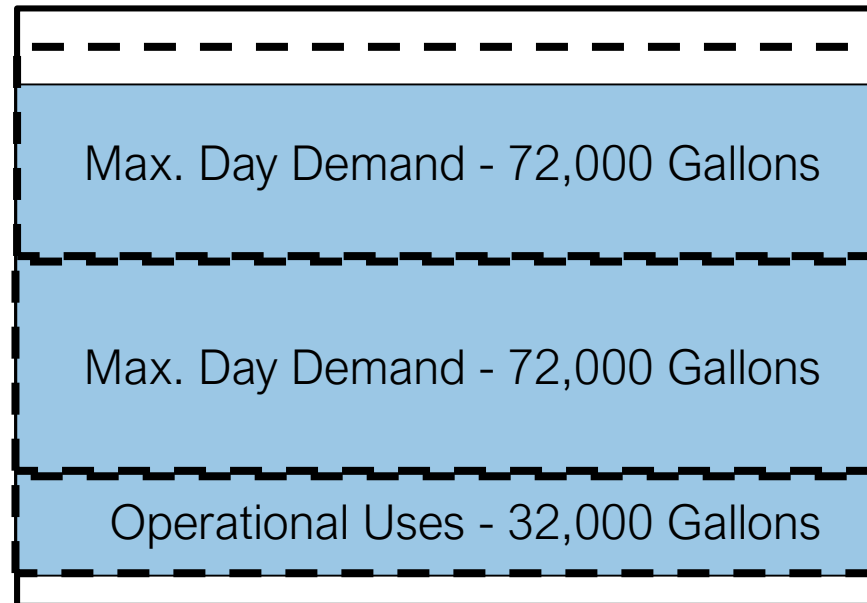 Max. Day Demand - 72,000 Gallons
Max. Day Demand - 72,000 Gallons
Operational Uses - 32,000 Gallons